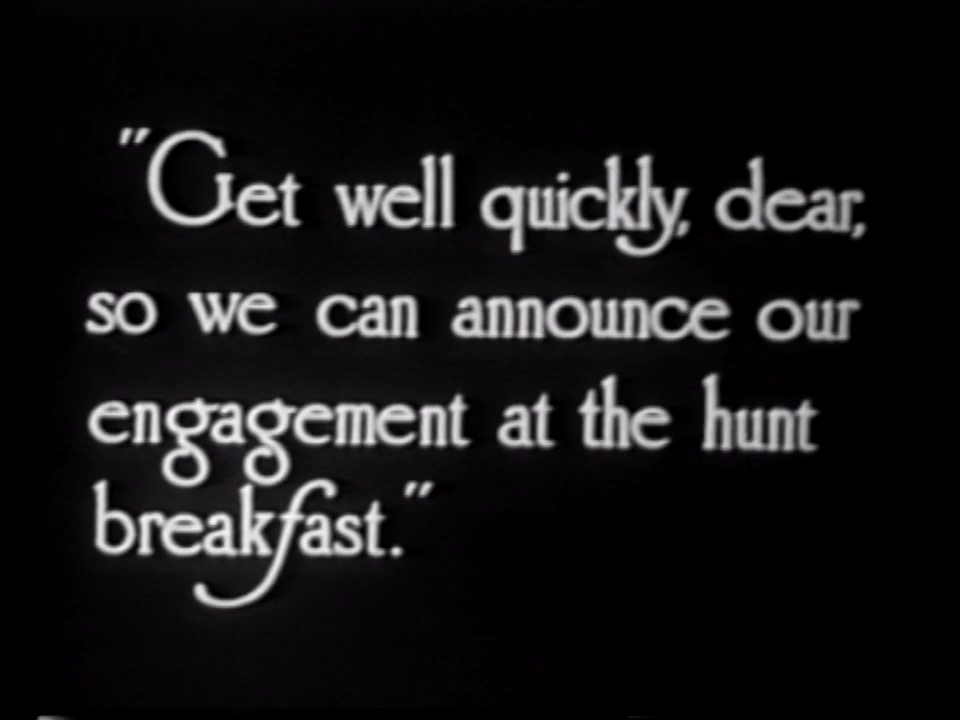 "Get well quickly, dear,
so we can announce our
engagement at the hunt
breakfast."